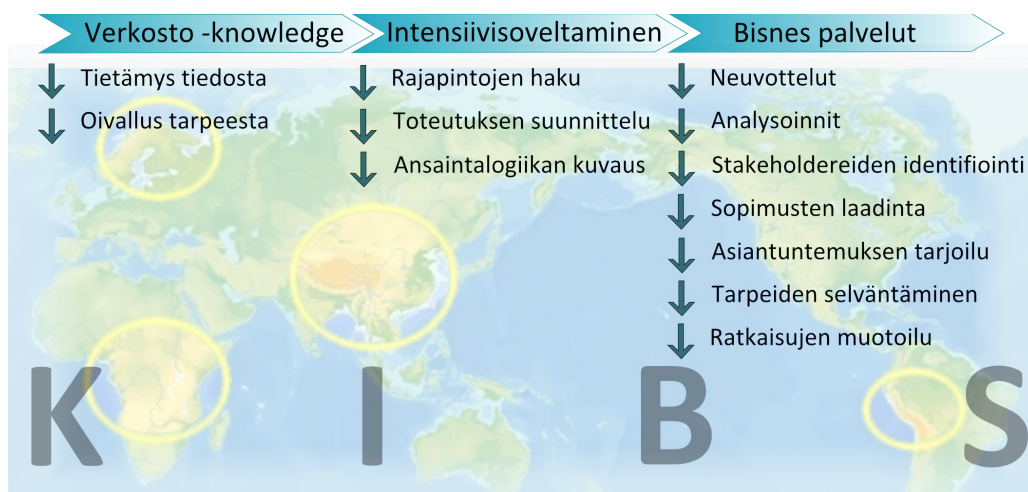 Verkosto -knowledge
Tietämys tiedosta
Oivallus tarpeesta
Intensiivisoveltaminen
Rajapintojen haku
Toteutuksen suunnittelu
Ansaintalogiikan kuvaus
Bisnes palvelut
Neuvottelut
Analysoinnit
Stakeholdereiden identifiointi
Sopimusten laadinta
Asiantuntemuksen tarjoilu
Tarpeiden selväntäminen
Ratkaisujen muotoilu
K I B S